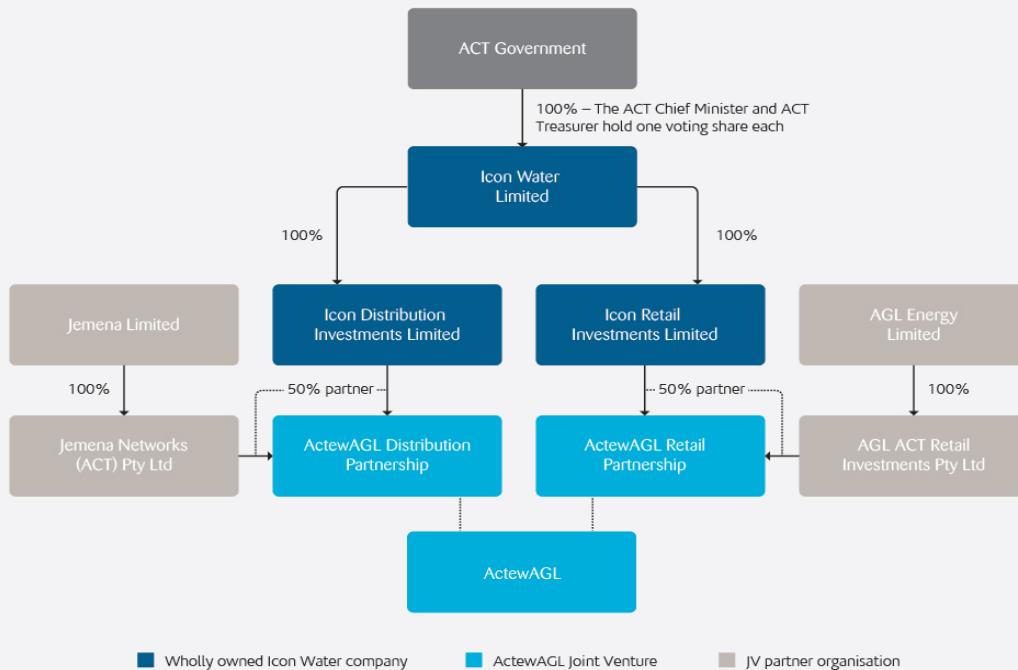 ACT Government
100% – The ACT Chief Minister and ACT
Treasurer hold one voting share each
Icon Water
Limited
100%
100%
Jemena Limited
Icon Distribution
Investments Limited
Icon Retail
Investments Limited
AGL Energy
Limited
100%
50% partner
50% partner
100%
Jemena Networks
(ACT) Pty Ltd
ActewAGL Distribution
Partnership
ActewAGL Retail
Partnership
AGL ACT Retail
Investments Pty Ltd
ActewAGL
Wholly owned Icon Water company
ActewAGL Joint Venture
JV partner organisation